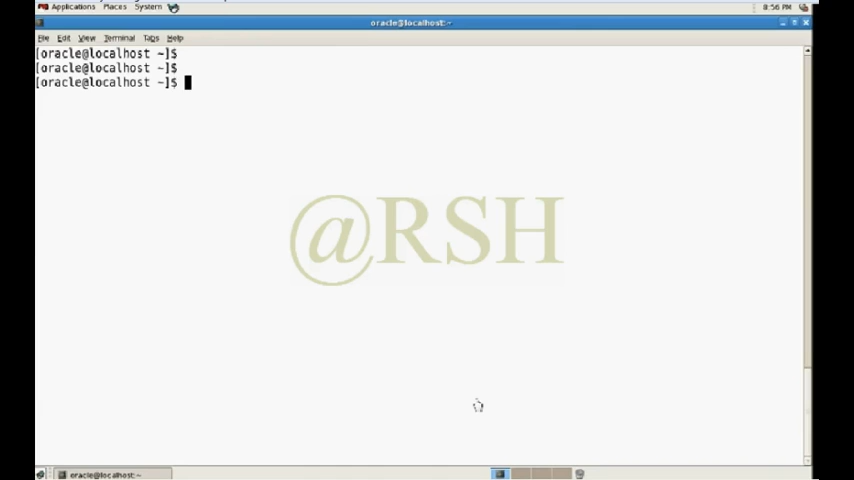 Applications Places System
8:56 PM
oracle@localhost:~
File Edit View Terminal Tabs Help
[oracle@localhost ~]$
[oracle@localhost ~]$
[oracle@localhost ~]$
@RSH
oracle@localhost:~